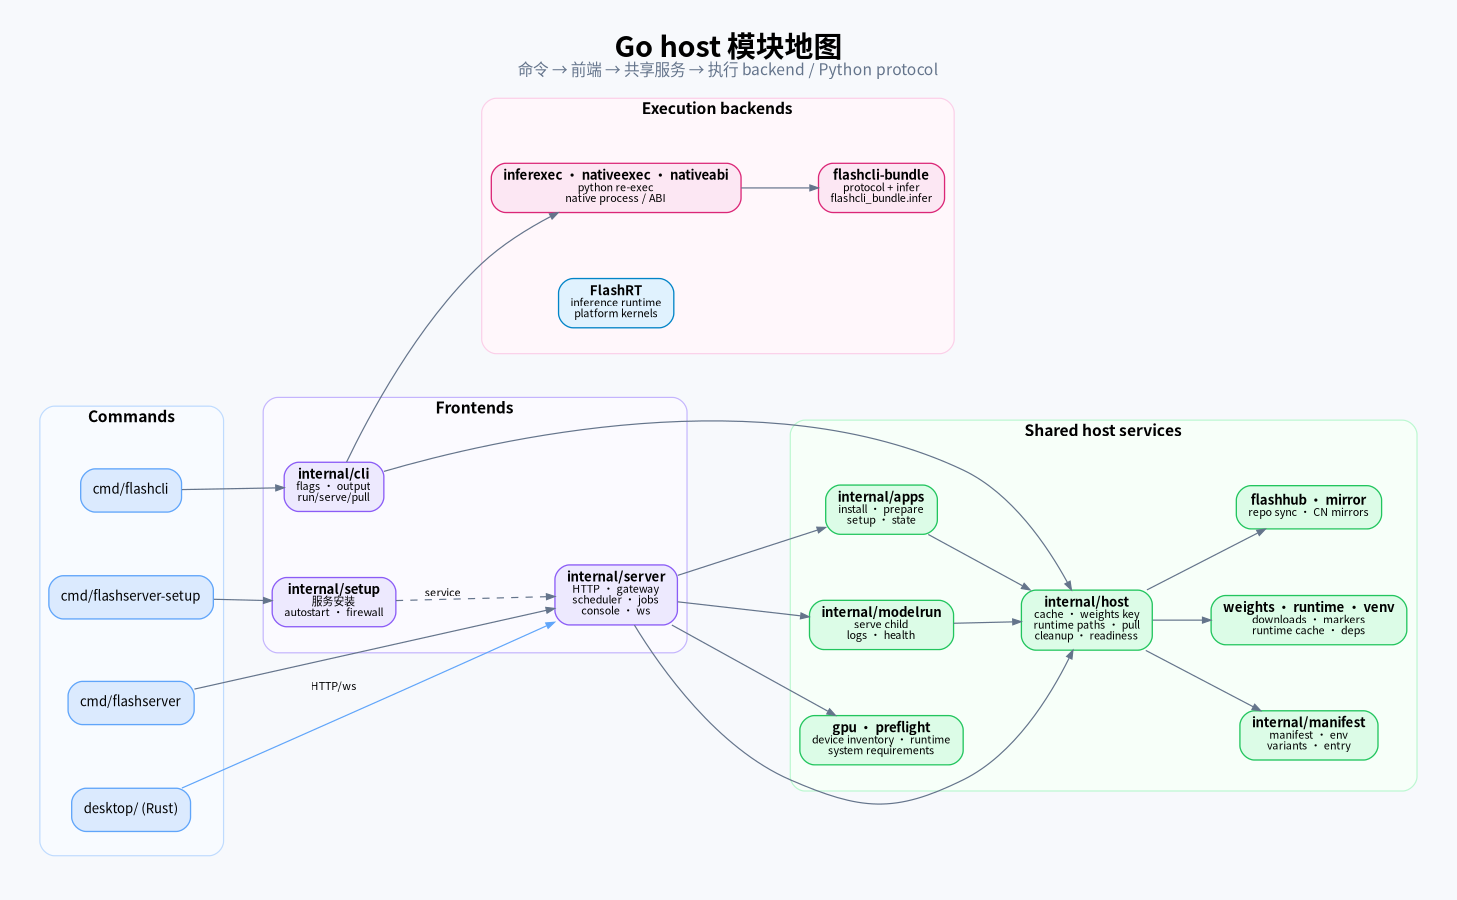 Go host 模块地图
命令 → 前端 → 共享服务 → 执行 backend / Python protocol
Execution backends
inferexec • nativeexec • nativeabi
python re-exec
native process / ABI
flashcli-bundle
protocol + infer
flashcli_bundle.infer
FlashRT
inference runtime
platform kernels
Commands
cmd/flashcli
cmd/flashserver-setup
cmd/flashserver
desktop/ (Rust)
Frontends
internal/cli
flags • output
run/serve/pull
internal/setup
服务安装
autostart • firewall
service
internal/server
HTTP • gateway
scheduler • jobs
console • ws
HTTP/ws
Shared host services
internal/apps
install • prepare
setup • state
internal/modelrun
serve child
logs • health
gpu • preflight
device inventory • runtime
system requirements
internal/host
cache • weights key
runtime paths • pull
cleanup • readiness
flashhub • mirror
repo sync • CN mirrors
weights • runtime • venv
downloads • markers
runtime cache • deps
internal/manifest
manifest • env
variants • entry